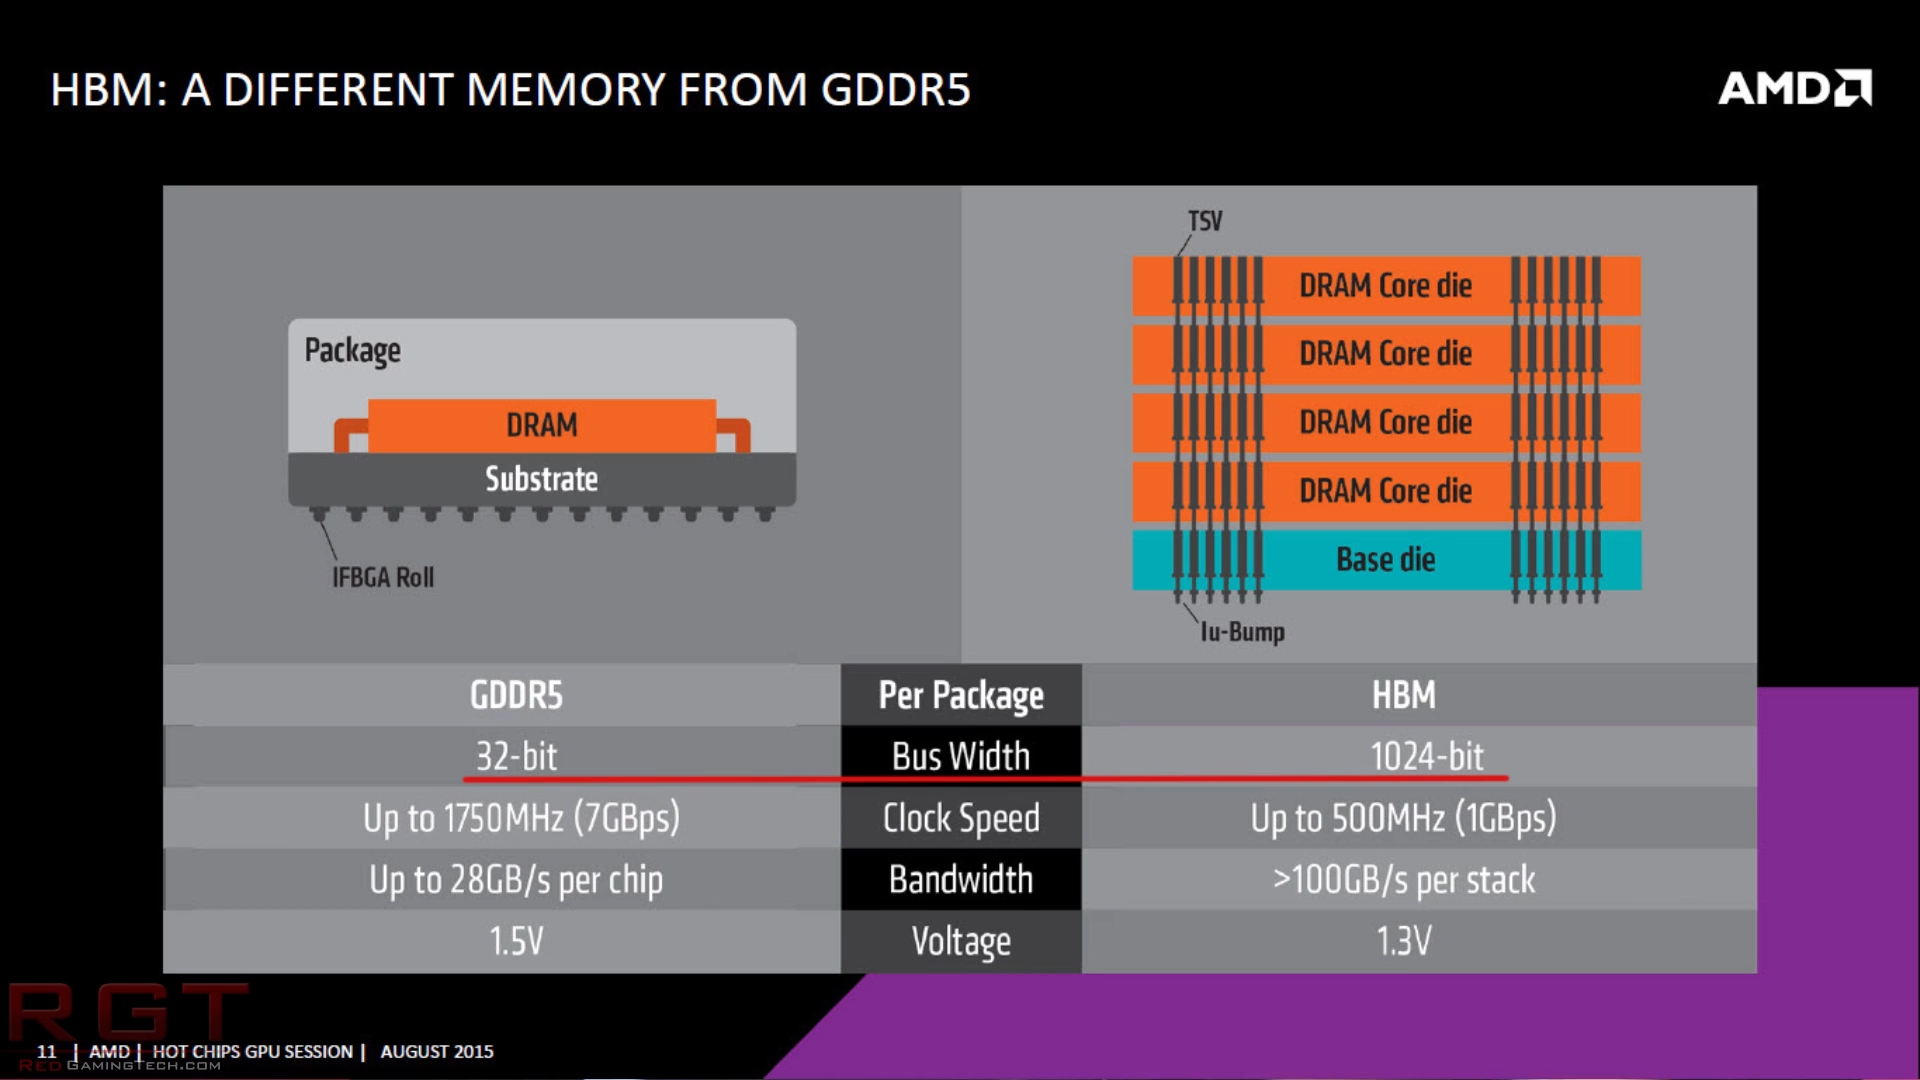 HBM: A DIFFERENT MEMORY FROM GDDR5
AMD
TSV
DRAM Core die
DRAM Core die
DRAM Core die
DRAM Core die
Base die
Iu-Bump
Package
DRAM
Substrate
IFBGA Roll
GDDR5 Per Package HBM
32-bit Bus Width 1024-bit
Up to 1750MHz (7GBps) Clock Speed Up to 500MHz (1GBps)
Up to 28GB/s per chip Bandwidth >100GB/s per stack
1.5V Voltage 1.3V
RGT
11 | AMD | HOT CHIPS GPU SESSION | AUGUST 2015
RED GAMINGTECH.COM